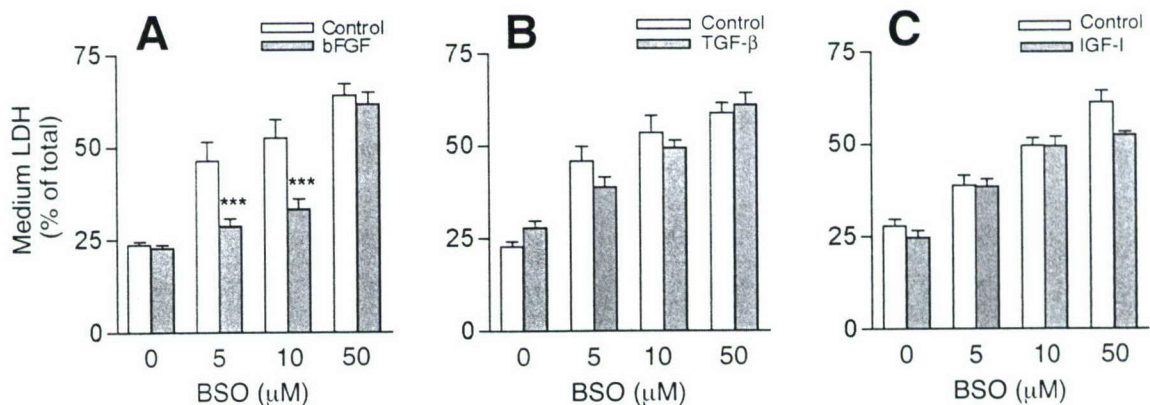 A
Control
bFGF
Medium LDH
(% of total)
75
50
25
0
***
***
0 5 10 50
BSO (μM)
B
Control
TGF-β
75
50
25
0
0 5 10 50
BSO (μM)
C
Control
IGF-I
75
50
25
0
0 5 10 50
BSO (μM)